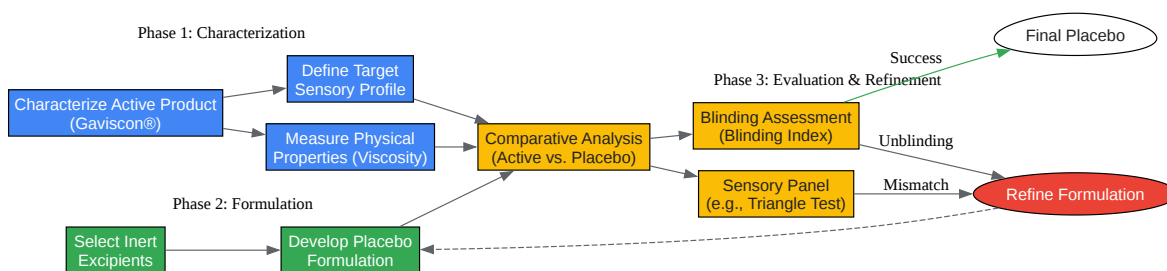 Phase 1: Characterization
Characterize Active Product
(Gaviscon®)
Define Target
Sensory Profile
Measure Physical
Properties (Viscosity)
Phase 2: Formulation
Select Inert
Excipients
Develop Placebo
Formulation
Comparative Analysis
(Active vs. Placebo)
Phase 3: Evaluation & Refinement
Blinding Assessment
(Blinding Index)
Sensory Panel
(e.g., Triangle Test)
Success
Unblinding
Mismatch
Final Placebo
Refine Formulation